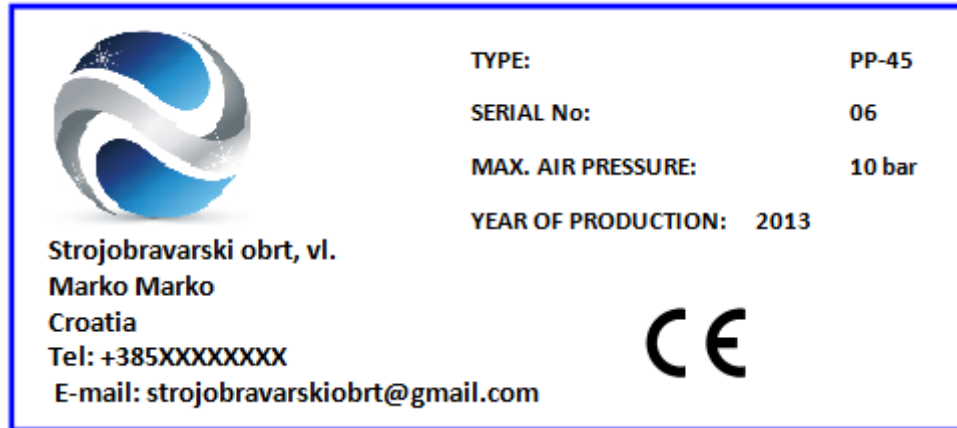 TYPE: PP-45
SERIAL No: 06
MAX. AIR PRESSURE: 10 bar
YEAR OF PRODUCTION: 2013
Strojobravarski obrt, vl.
Marko Marko
Croatia
Tel: +385XXXXXXXX
E-mail: strojobravarskiobrt@gmail.com
CE